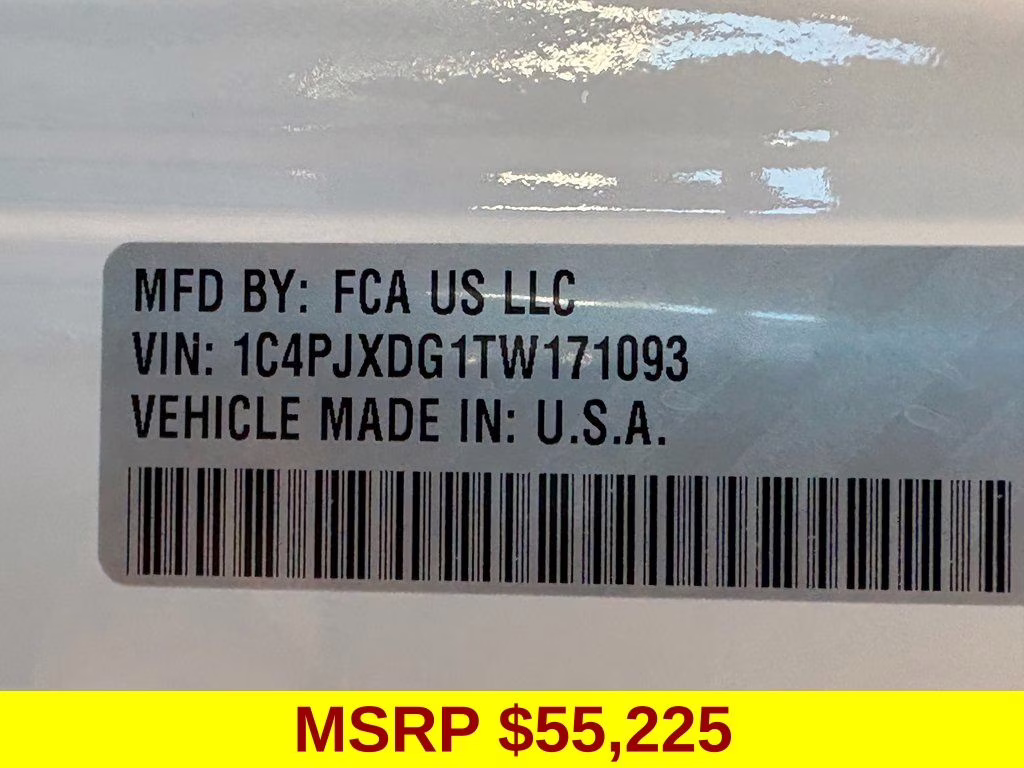 MFD BY: FCA US LLC
VIN: 1C4PJXDG1TW171093
VEHICLE MADE IN: U.S.A.
MSRP $55,225